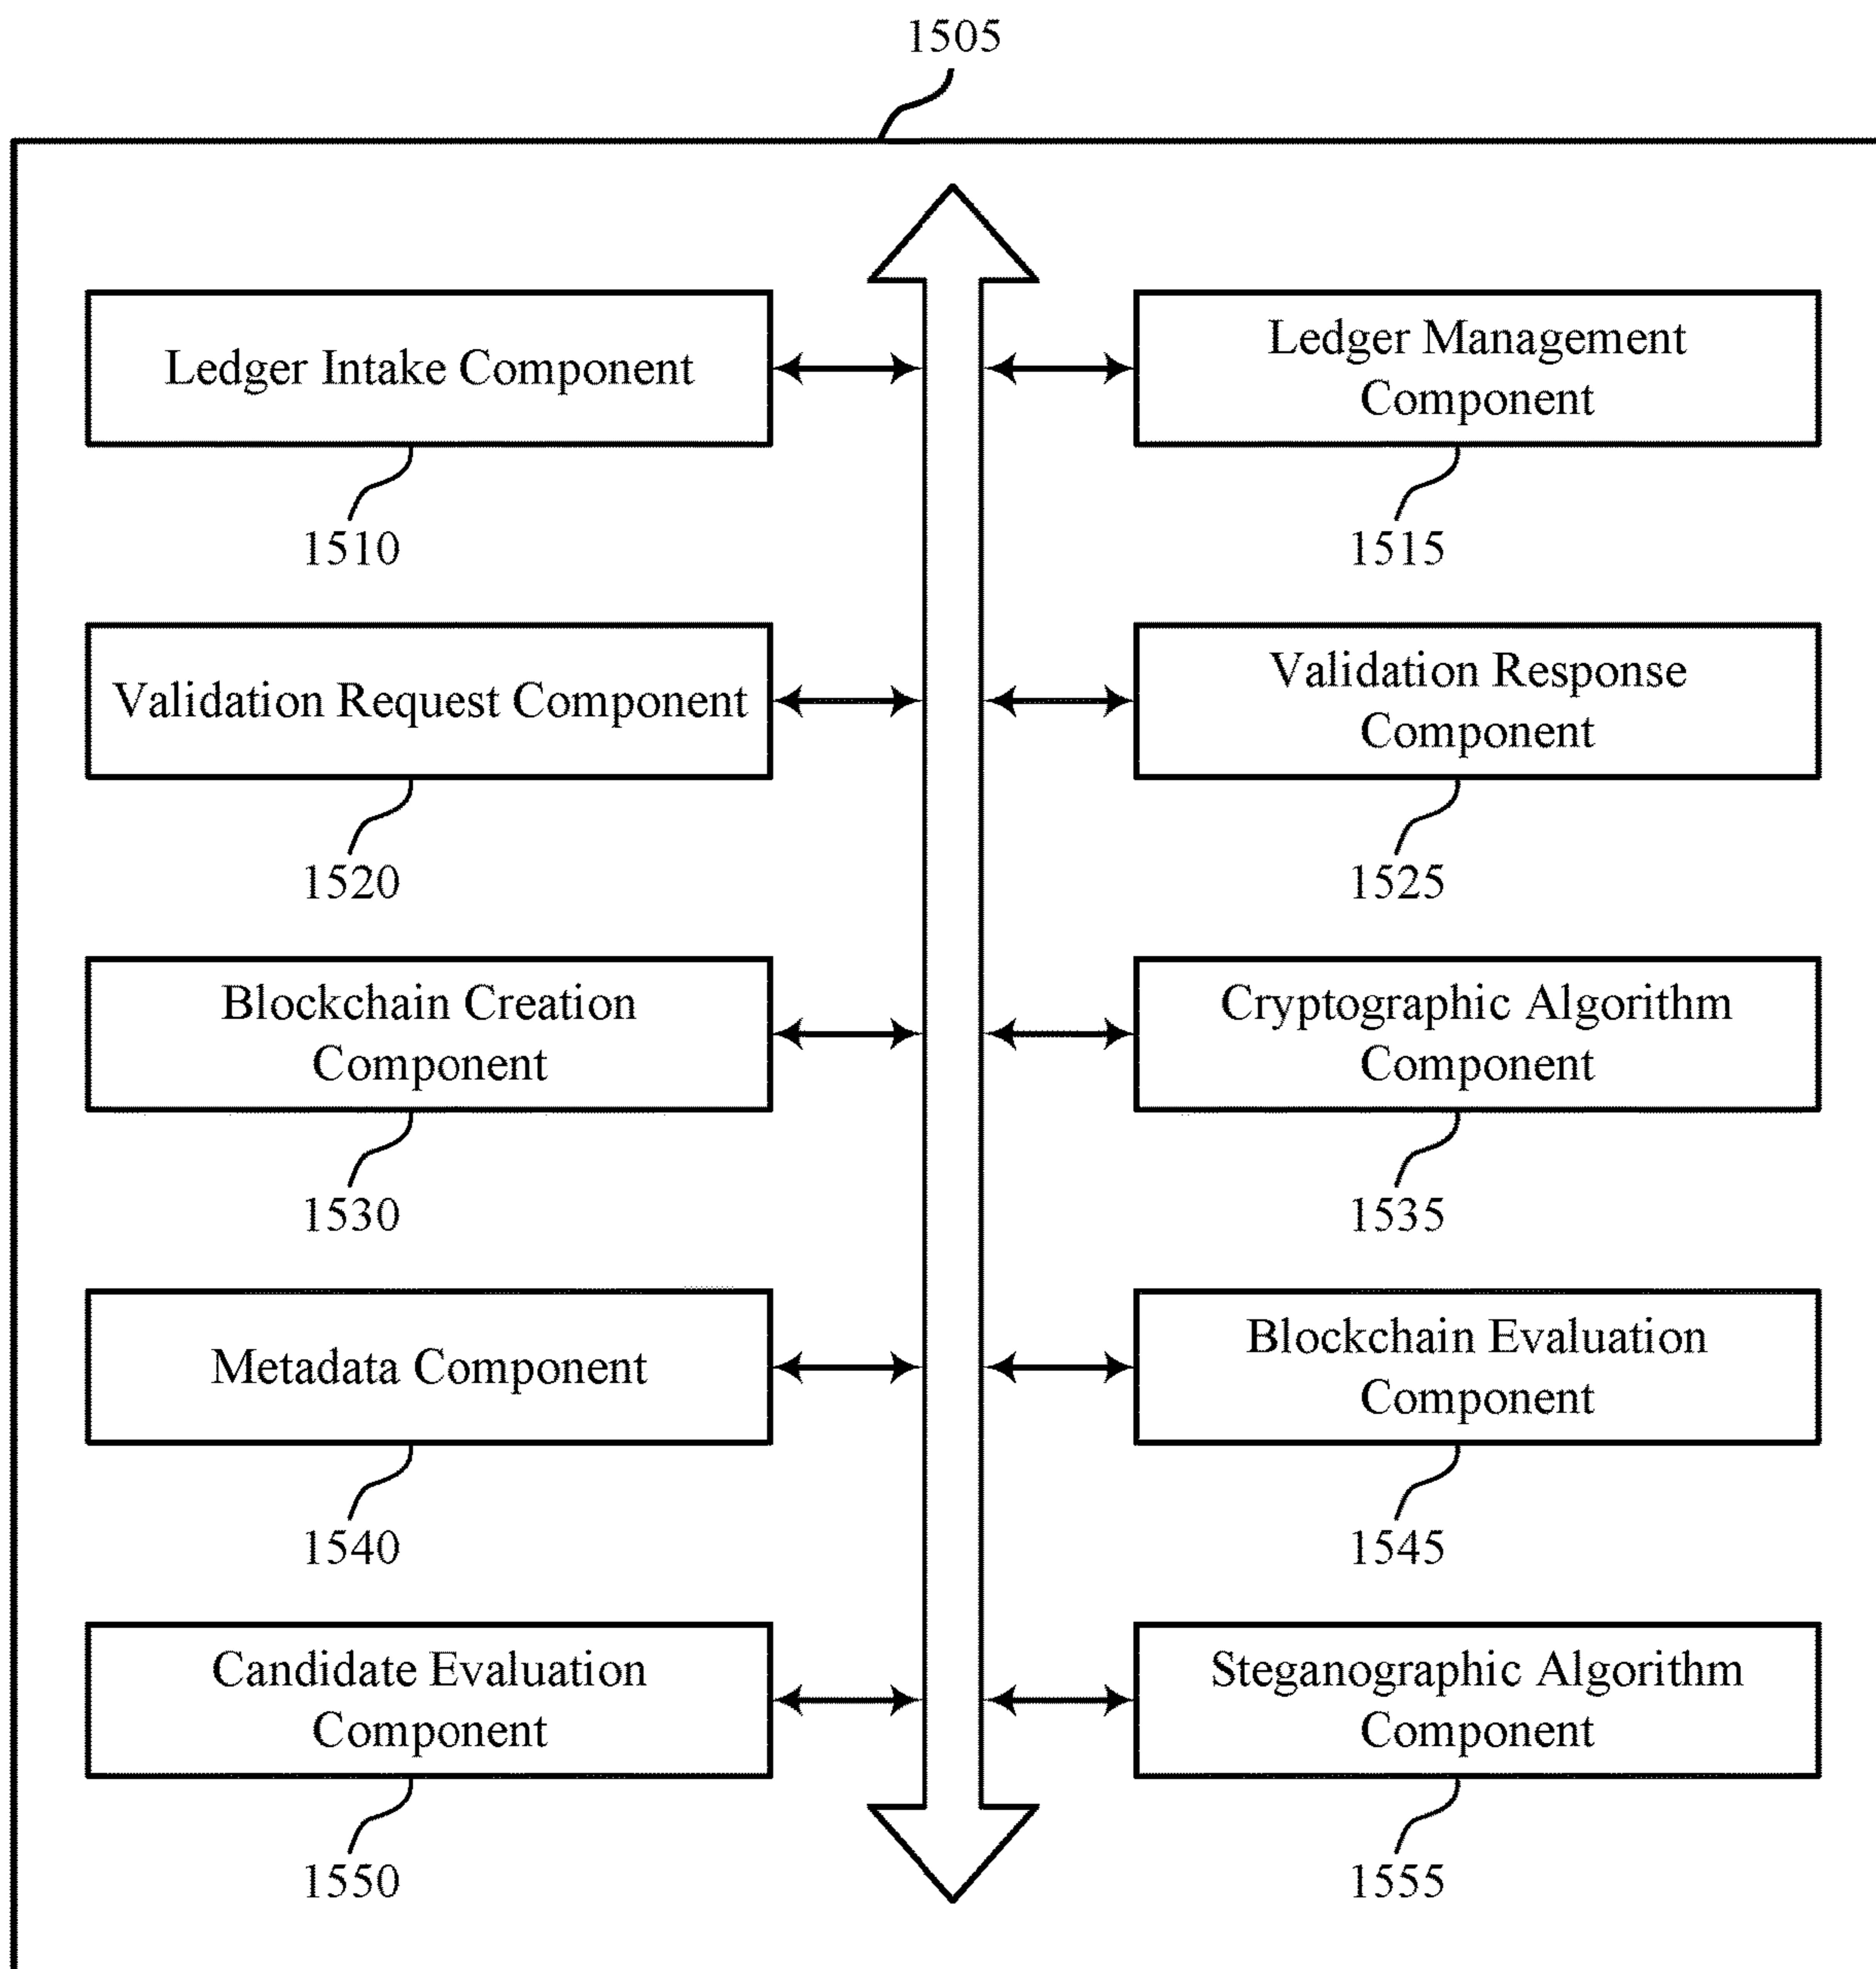 1505
Ledger Intake Component
1510
Ledger Management
Component
1515
Validation Request Component
1520
Validation Response
Component
1525
Blockchain Creation
Component
1530
Cryptographic Algorithm
Component
1535
Metadata Component
1540
Blockchain Evaluation
Component
1545
Candidate Evaluation
Component
1550
Steganographic Algorithm
Component
1555